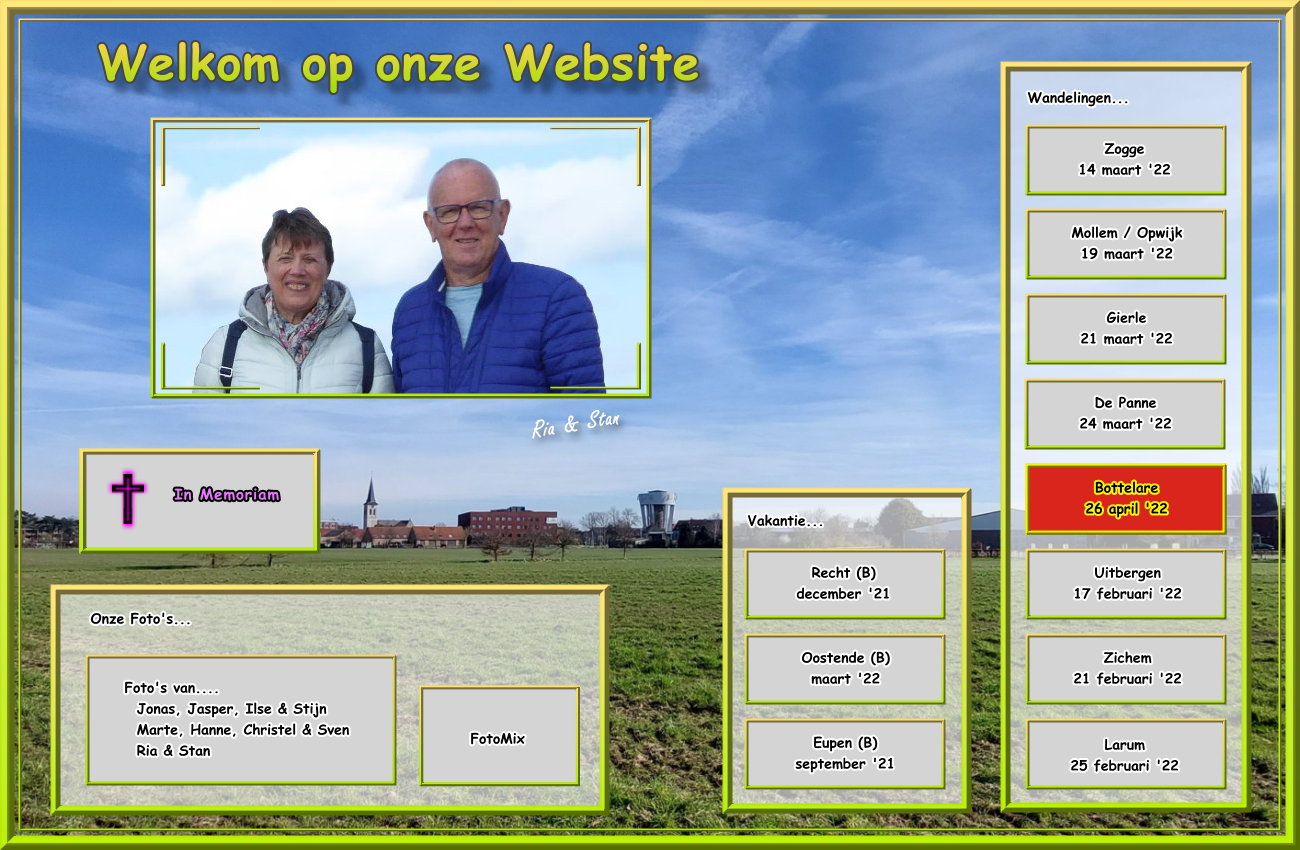 Welkom op onze Website
Ria & Stan
In Memoriam
Onze Foto's...
Foto's van....
Jonas, Jasper, Ilse & Stijn
Marte, Hanne, Christel & Sven
Ria & Stan
FotoMix
Vakantie...
Recht (B)
december '21
Oostende (B)
maart '22
Eupen (B)
september '21
Wandelingen...
Zogge
14 maart '22
Mollem / Opwijk
19 maart '22
Gierle
21 maart '22
De Panne
24 maart '22
Bottelare
26 april '22
Uitbergen
17 februari '22
Zichem
21 februari '22
Larum
25 februari '22